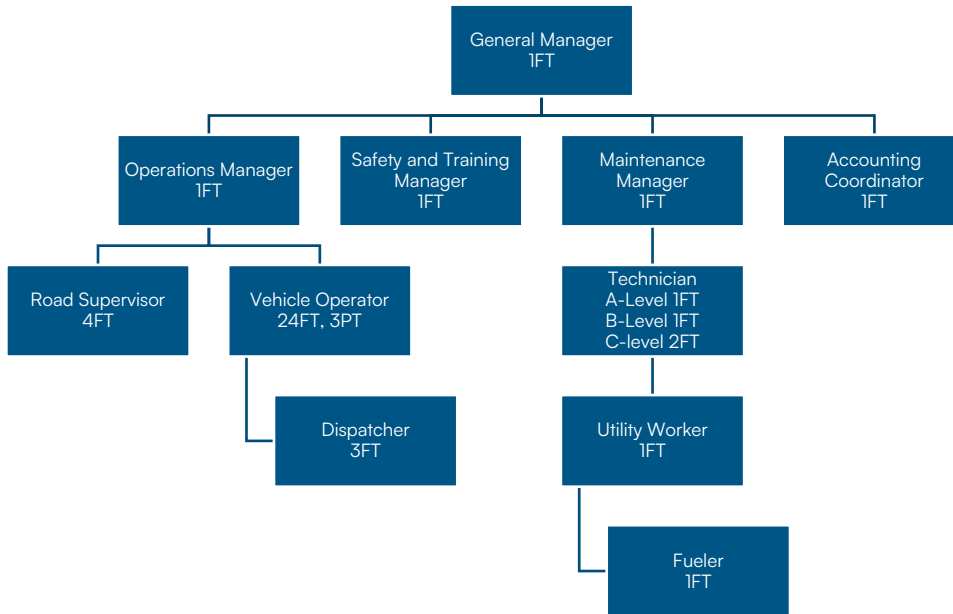 General Manager
1FT
Operations Manager
1FT
Safety and Training
Manager
1FT
Maintenance
Manager
1FT
Accounting
Coordinator
1FT
Road Supervisor
4FT
Vehicle Operator
24FT, 3PT
Technician
A-Level 1FT
B-Level 1FT
C-level 2FT
Dispatcher
3FT
Utility Worker
1FT
Fueler
1FT